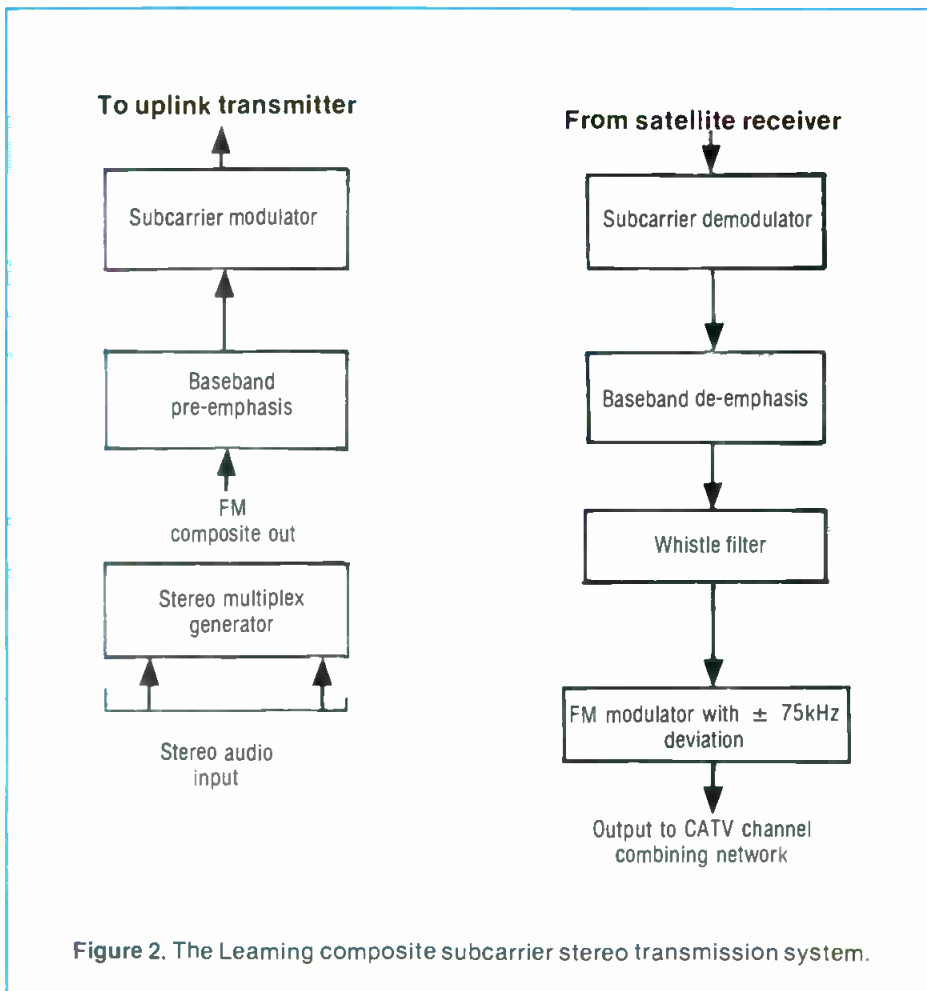 To uplink transmitter
Subcarrier modulator
Baseband
pre-emphasis
FM
composite out
Stereo multiplex
generator
Stereo audio
input
From satellite receiver
Subcarrier demodulator
Baseband de-emphasis
Whistle filter
FM modulator with ± 75kHz
deviation
Output to CATV channel
combining network
Figure 2. The Leaming composite subcarrier stereo transmission system.